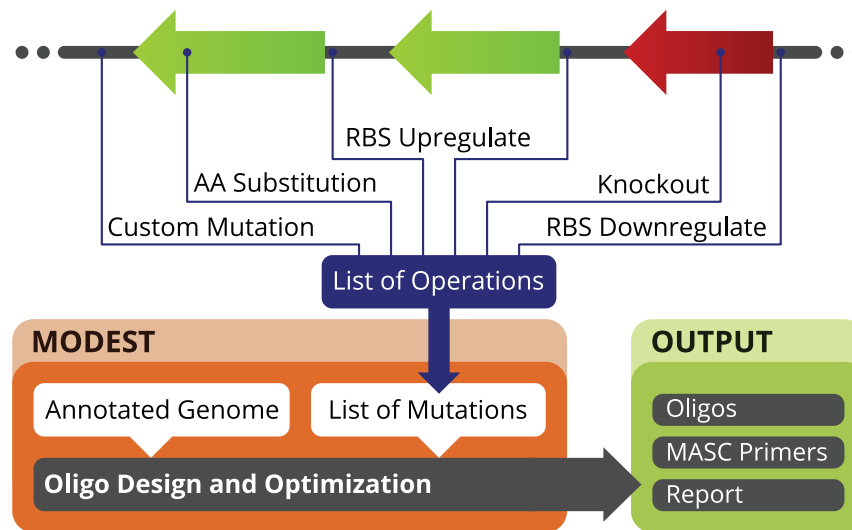 RBS Upregulate
AA Substitution
Knockout
Custom Mutation
RBS Downregulate
List of Operations
MODEST
OUTPUT
Annotated Genome
List of Mutations
Oligos
MASC Primers
Oligo Design and Optimization
Report